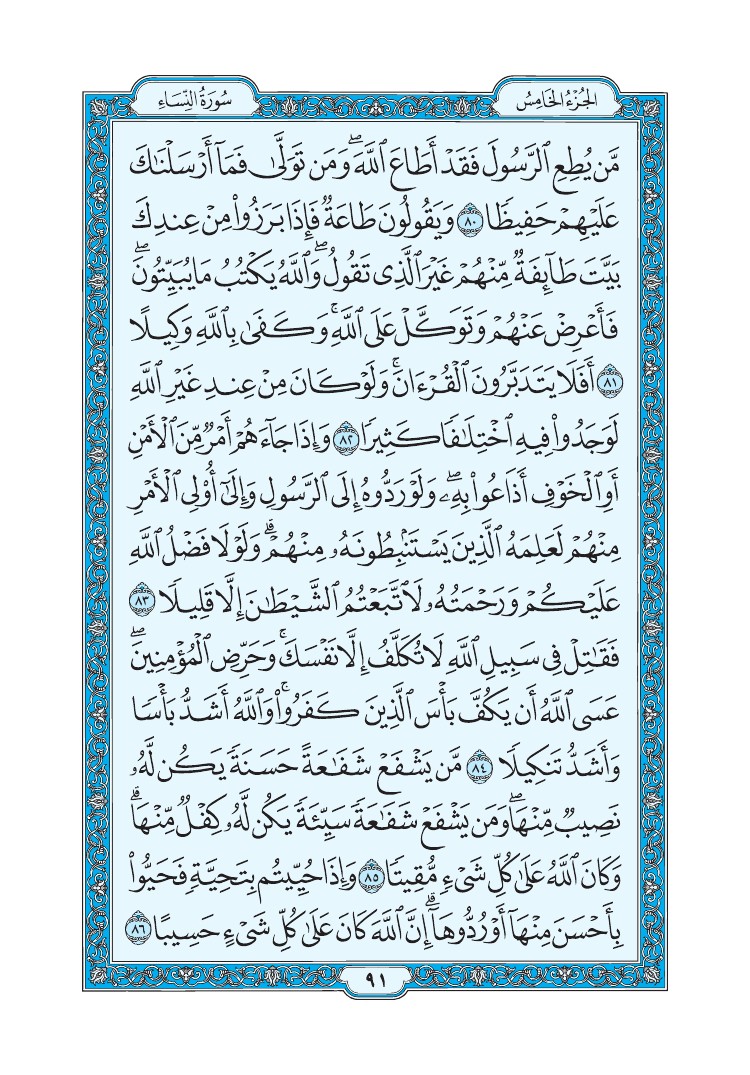 الجُزْءُ الخَامِسُ
سُورَةُ النِّسَاءِ
مَّن يُطِعِ ٱلرَّسُولَ فَقَدْ أَطَاعَ ٱللَّهَۖ وَمَن تَوَلَّىٰ فَمَآ أَرْسَلْنَٰكَ
عَلَيْهِمْ حَفِيظًا ٨٠ وَيَقُولُونَ طَاعَةٌ فَإِذَا بَرَزُوا۟ مِنْ عِندِكَ
بَيَّتَ طَآئِفَةٌ مِّنْهُمْ غَيْرَ ٱلَّذِى تَقُولُۖ وَٱللَّهُ يَكْتُبُ مَا يُبَيِّتُونَۖ
فَأَعْرِضْ عَنْهُمْ وَتَوَكَّلْ عَلَى ٱللَّهِۚ وَكَفَىٰ بِٱللَّهِ وَكِيلًا
٨١ أَفَلَا يَتَدَبَّرُونَ ٱلْقُرْءَانَۚ وَلَوْ كَانَ مِنْ عِندِ غَيْرِ ٱللَّهِ
لَوَجَدُوا۟ فِيهِ ٱخْتِلَٰفًا كَثِيرًا ٨٢ وَإِذَا جَآءَهُمْ أَمْرٌ مِّنَ ٱلْأَمْنِ
أَوِ ٱلْخَوْفِ أَذَاعُوا۟ بِهِۦۖ وَلَوْ رَدُّوهُ إِلَى ٱلرَّسُولِ وَإِلَىٰٓ أُو۟لِى ٱلْأَمْرِ
مِنْهُمْ لَعَلِمَهُ ٱلَّذِينَ يَسْتَنۢبِطُونَهُۥ مِنْهُمْۗ وَلَوْلَا فَضْلُ ٱللَّهِ
عَلَيْكُمْ وَرَحْمَتُهُۥ لَٱتَّبَعْتُمُ ٱلشَّيْطَٰنَ إِلَّا قَلِيلًا ٨٣
فَقَٰتِلْ فِى سَبِيلِ ٱللَّهِ لَا تُكَلَّفُ إِلَّا نَفْسَكَۚ وَحَرِّضِ ٱلْمُؤْمِنِينَۖ
عَسَى ٱللَّهُ أَن يَكُفَّ بَأْسَ ٱلَّذِينَ كَفَرُوا۟ۚ وَٱللَّهُ أَشَدُّ بَأْسًا
وَأَشَدُّ تَنكِيلًا ٨٤ مَّن يَشْفَعْ شَفَٰعَةً حَسَنَةً يَكُن لَّهُۥ
نَصِيبٌ مِّنْهَاۖ وَمَن يَشْفَعْ شَفَٰعَةً سَيِّئَةً يَكُن لَّهُۥ كِفْلٌ مِّنْهَاۗ
وَكَانَ ٱللَّهُ عَلَىٰ كُلِّ شَىْءٍ مُّقِيتًا ٨٥ وَإِذَا حُيِّيتُم بِتَحِيَّةٍ فَحَيُّوا۟
بِأَحْسَنَ مِنْهَآ أَوْ رُدُّوهَآۗ إِنَّ ٱللَّهَ كَانَ عَلَىٰ كُلِّ شَىْءٍ حَسِيبًا ٨٦
٩١